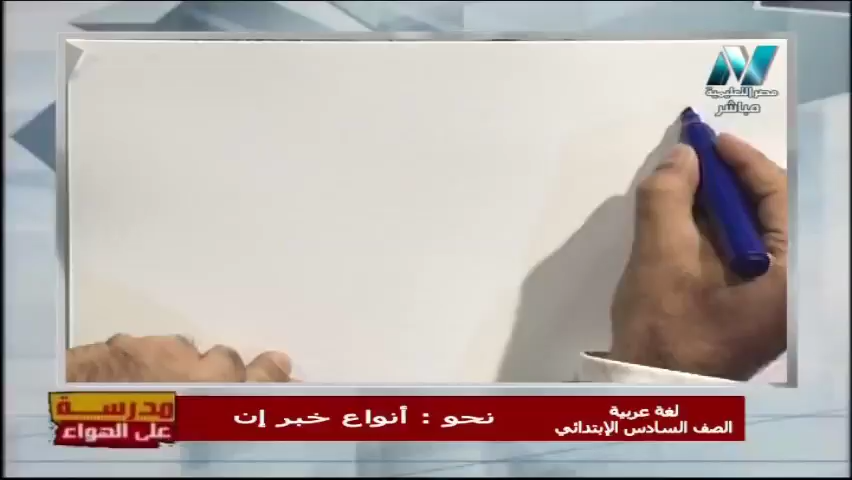 مصر التعليمية
مباشر
لغة عربية
الصف السادس الإبتدائي
نحو : أنواع خبر إن
مدرسة
على الهواء